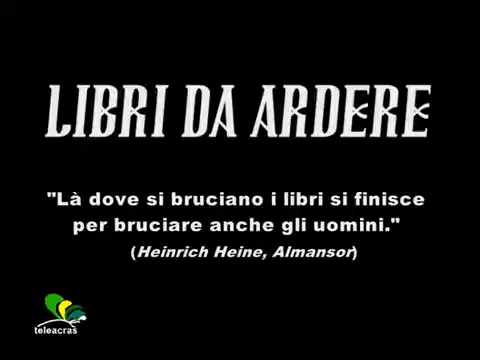 LIBRI DA ARDERE
"Là dove si bruciano i libri si finisce
per bruciare anche gli uomini."
(Heinrich Heine, Almansor)
teleacras